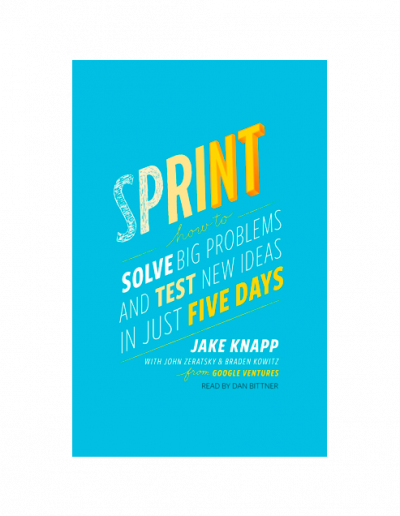 SPRINT
how to
SOLVE BIG PROBLEMS
AND TEST NEW IDEAS
IN JUST FIVE DAYS
JAKE KNAPP
WITH JOHN ZERATSKY & BRADEN KOWITZ
from GOOGLE VENTURES
READ BY DAN BITTNER